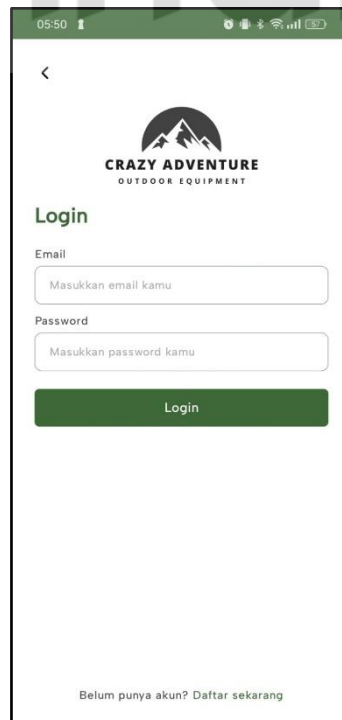 05:50
57
CRAZY ADVENTURE
OUTDOOR EQUIPMENT
Login
Email
Masukkan email kamu
Password
Masukkan password kamu
Login
Belum punya akun? Daftar sekarang